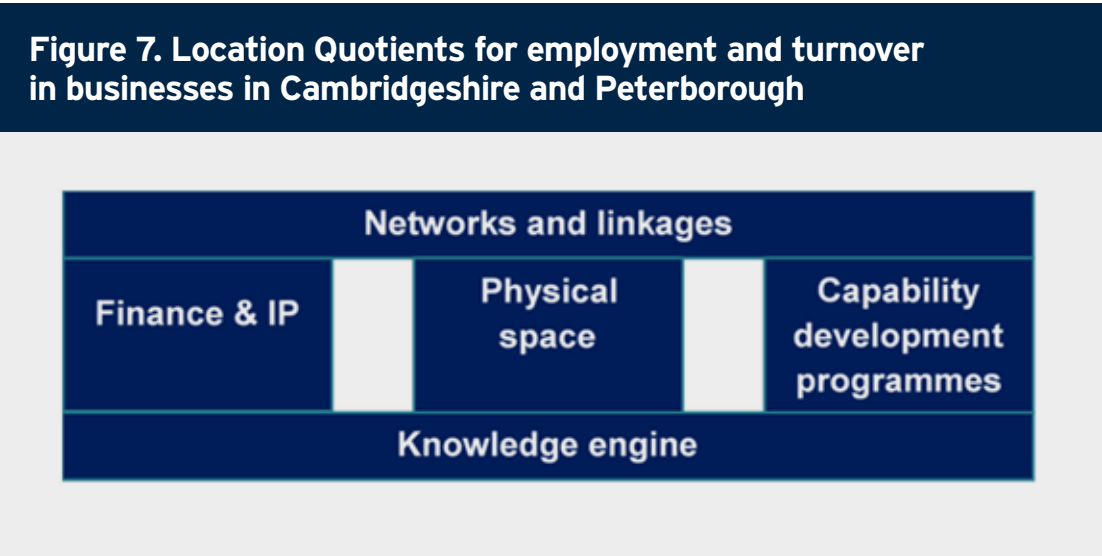 Figure 7. Location Quotients for employment and turnover
in businesses in Cambridgeshire and Peterborough
Networks and linkages
Finance & IP
Physical
space
Capability
development
programmes
Knowledge engine